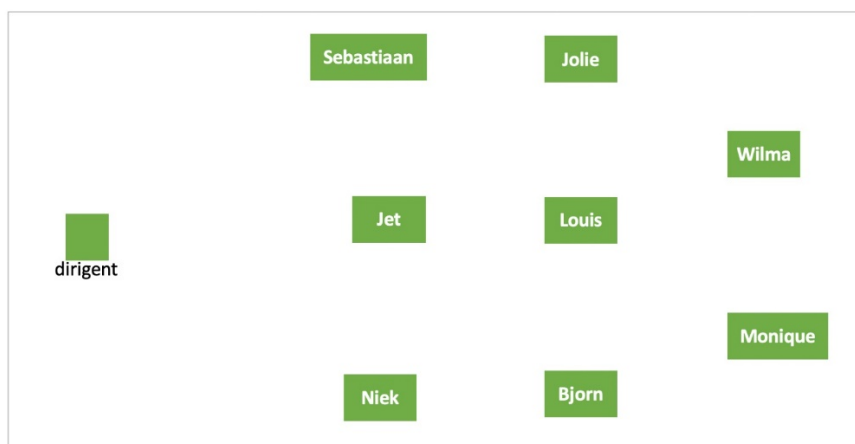 Sebastiaan
Jolie
Wilma
Jet
Louis
dirigent
Monique
Niek
Bjorn